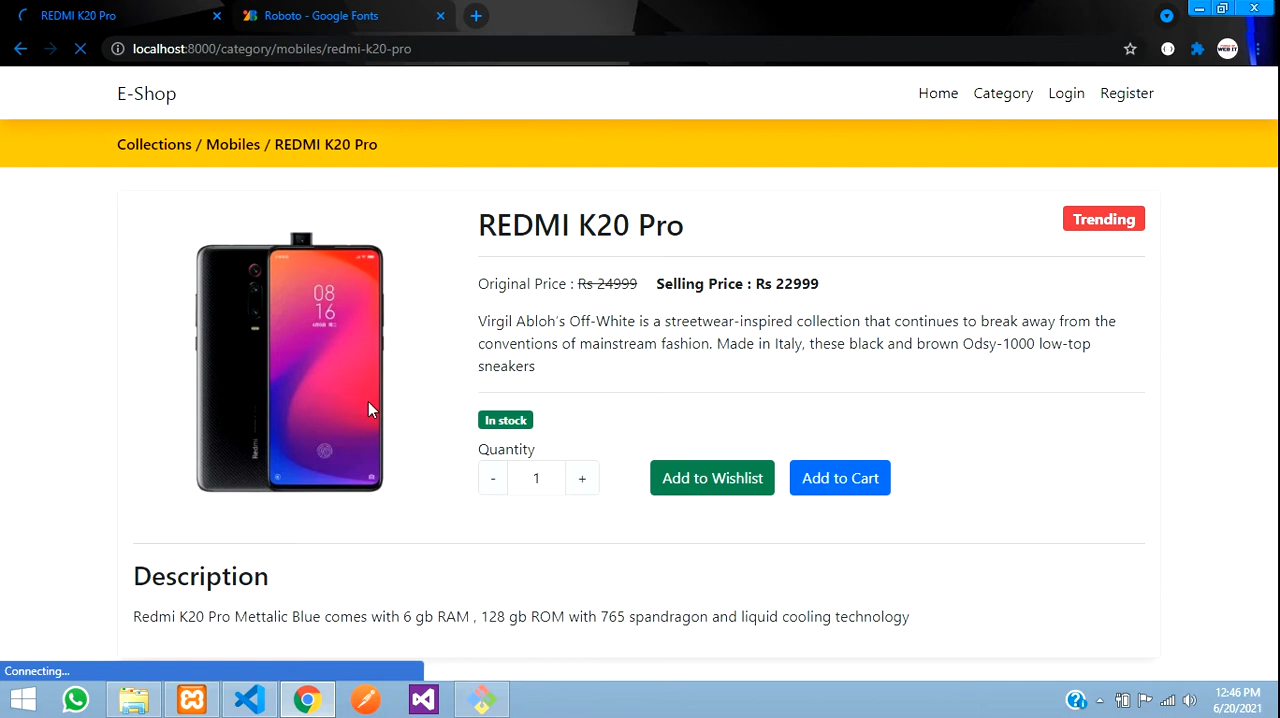 REDMI K20 Pro
Roboto - Google Fonts
localhost:8000/category/mobiles/redmi-k20-pro
E-Shop
Home Category Login Register
Collections / Mobiles / REDMI K20 Pro
REDMI K20 Pro
Trending
Original Price : Rs 24999 Selling Price : Rs 22999
Virgil Abloh's Off-White is a streetwear-inspired collection that continues to break away from the
conventions of mainstream fashion. Made in Italy, these black and brown Odsy-1000 low-top
sneakers
08
16
Redmi
In stock
Quantity
- 1 +
Add to Wishlist
Add to Cart
Description
Redmi K20 Pro Mettalic Blue comes with 6 gb RAM , 128 gb ROM with 765 spandragon and liquid cooling technology
Connecting...
12:46 PM
6/20/2021